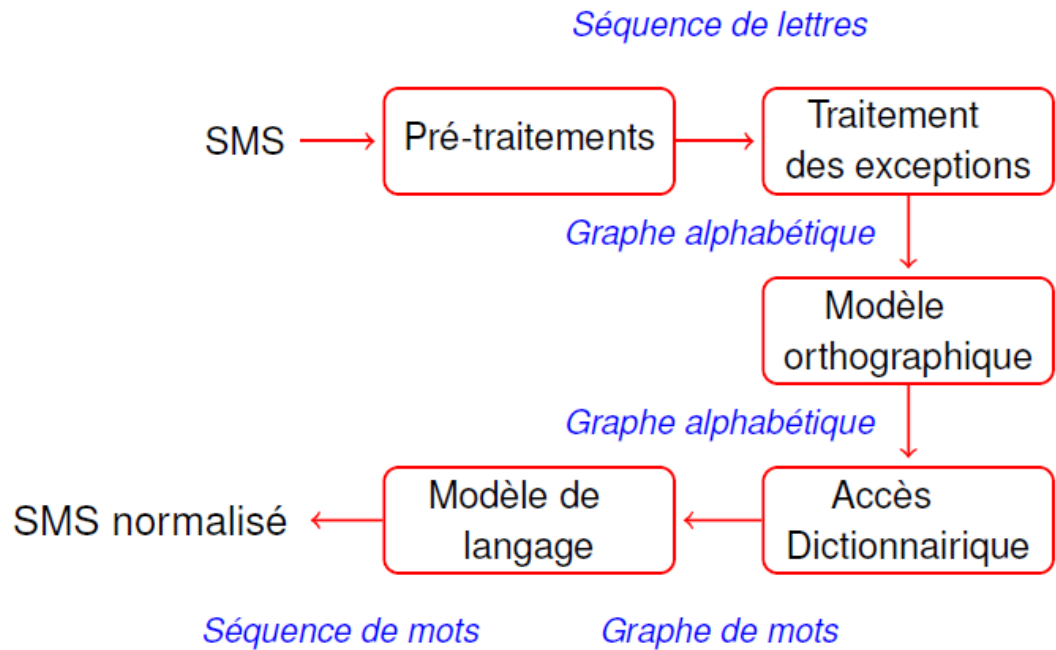 Séquence de lettres
SMS
Pré-traitements
Traitement
des exceptions
Graphe alphabétique
Modèle
orthographique
Graphe alphabétique
Accès
Dictionnairique
Modèle de
langage
SMS normalisé
Séquence de mots
Graphe de mots